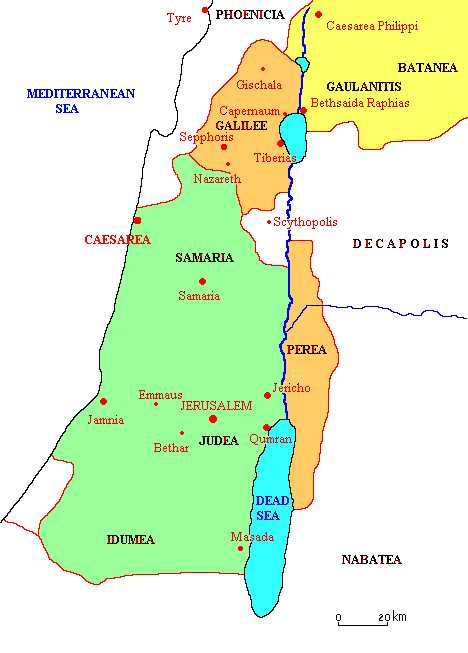 PHOENICIA
Tyre
Caesarea Philippi
BATANEA
Gischala
GAULANITIS
MEDITERRANEAN
SEA
Capernaum
Bethsaida Raphias
GALILEE
Sepphoris
Tiberias
Nazareth
Scythopolis
CAESAREA
DECAPOLIS
SAMARIA
Samaria
PEREA
Jericho
Emmaus
JERUSALEM
Jamnia
Bethar
JUDEA
Qumran
DEAD
SEA
Masada
IDUMEA
NABATEA
0 20 km